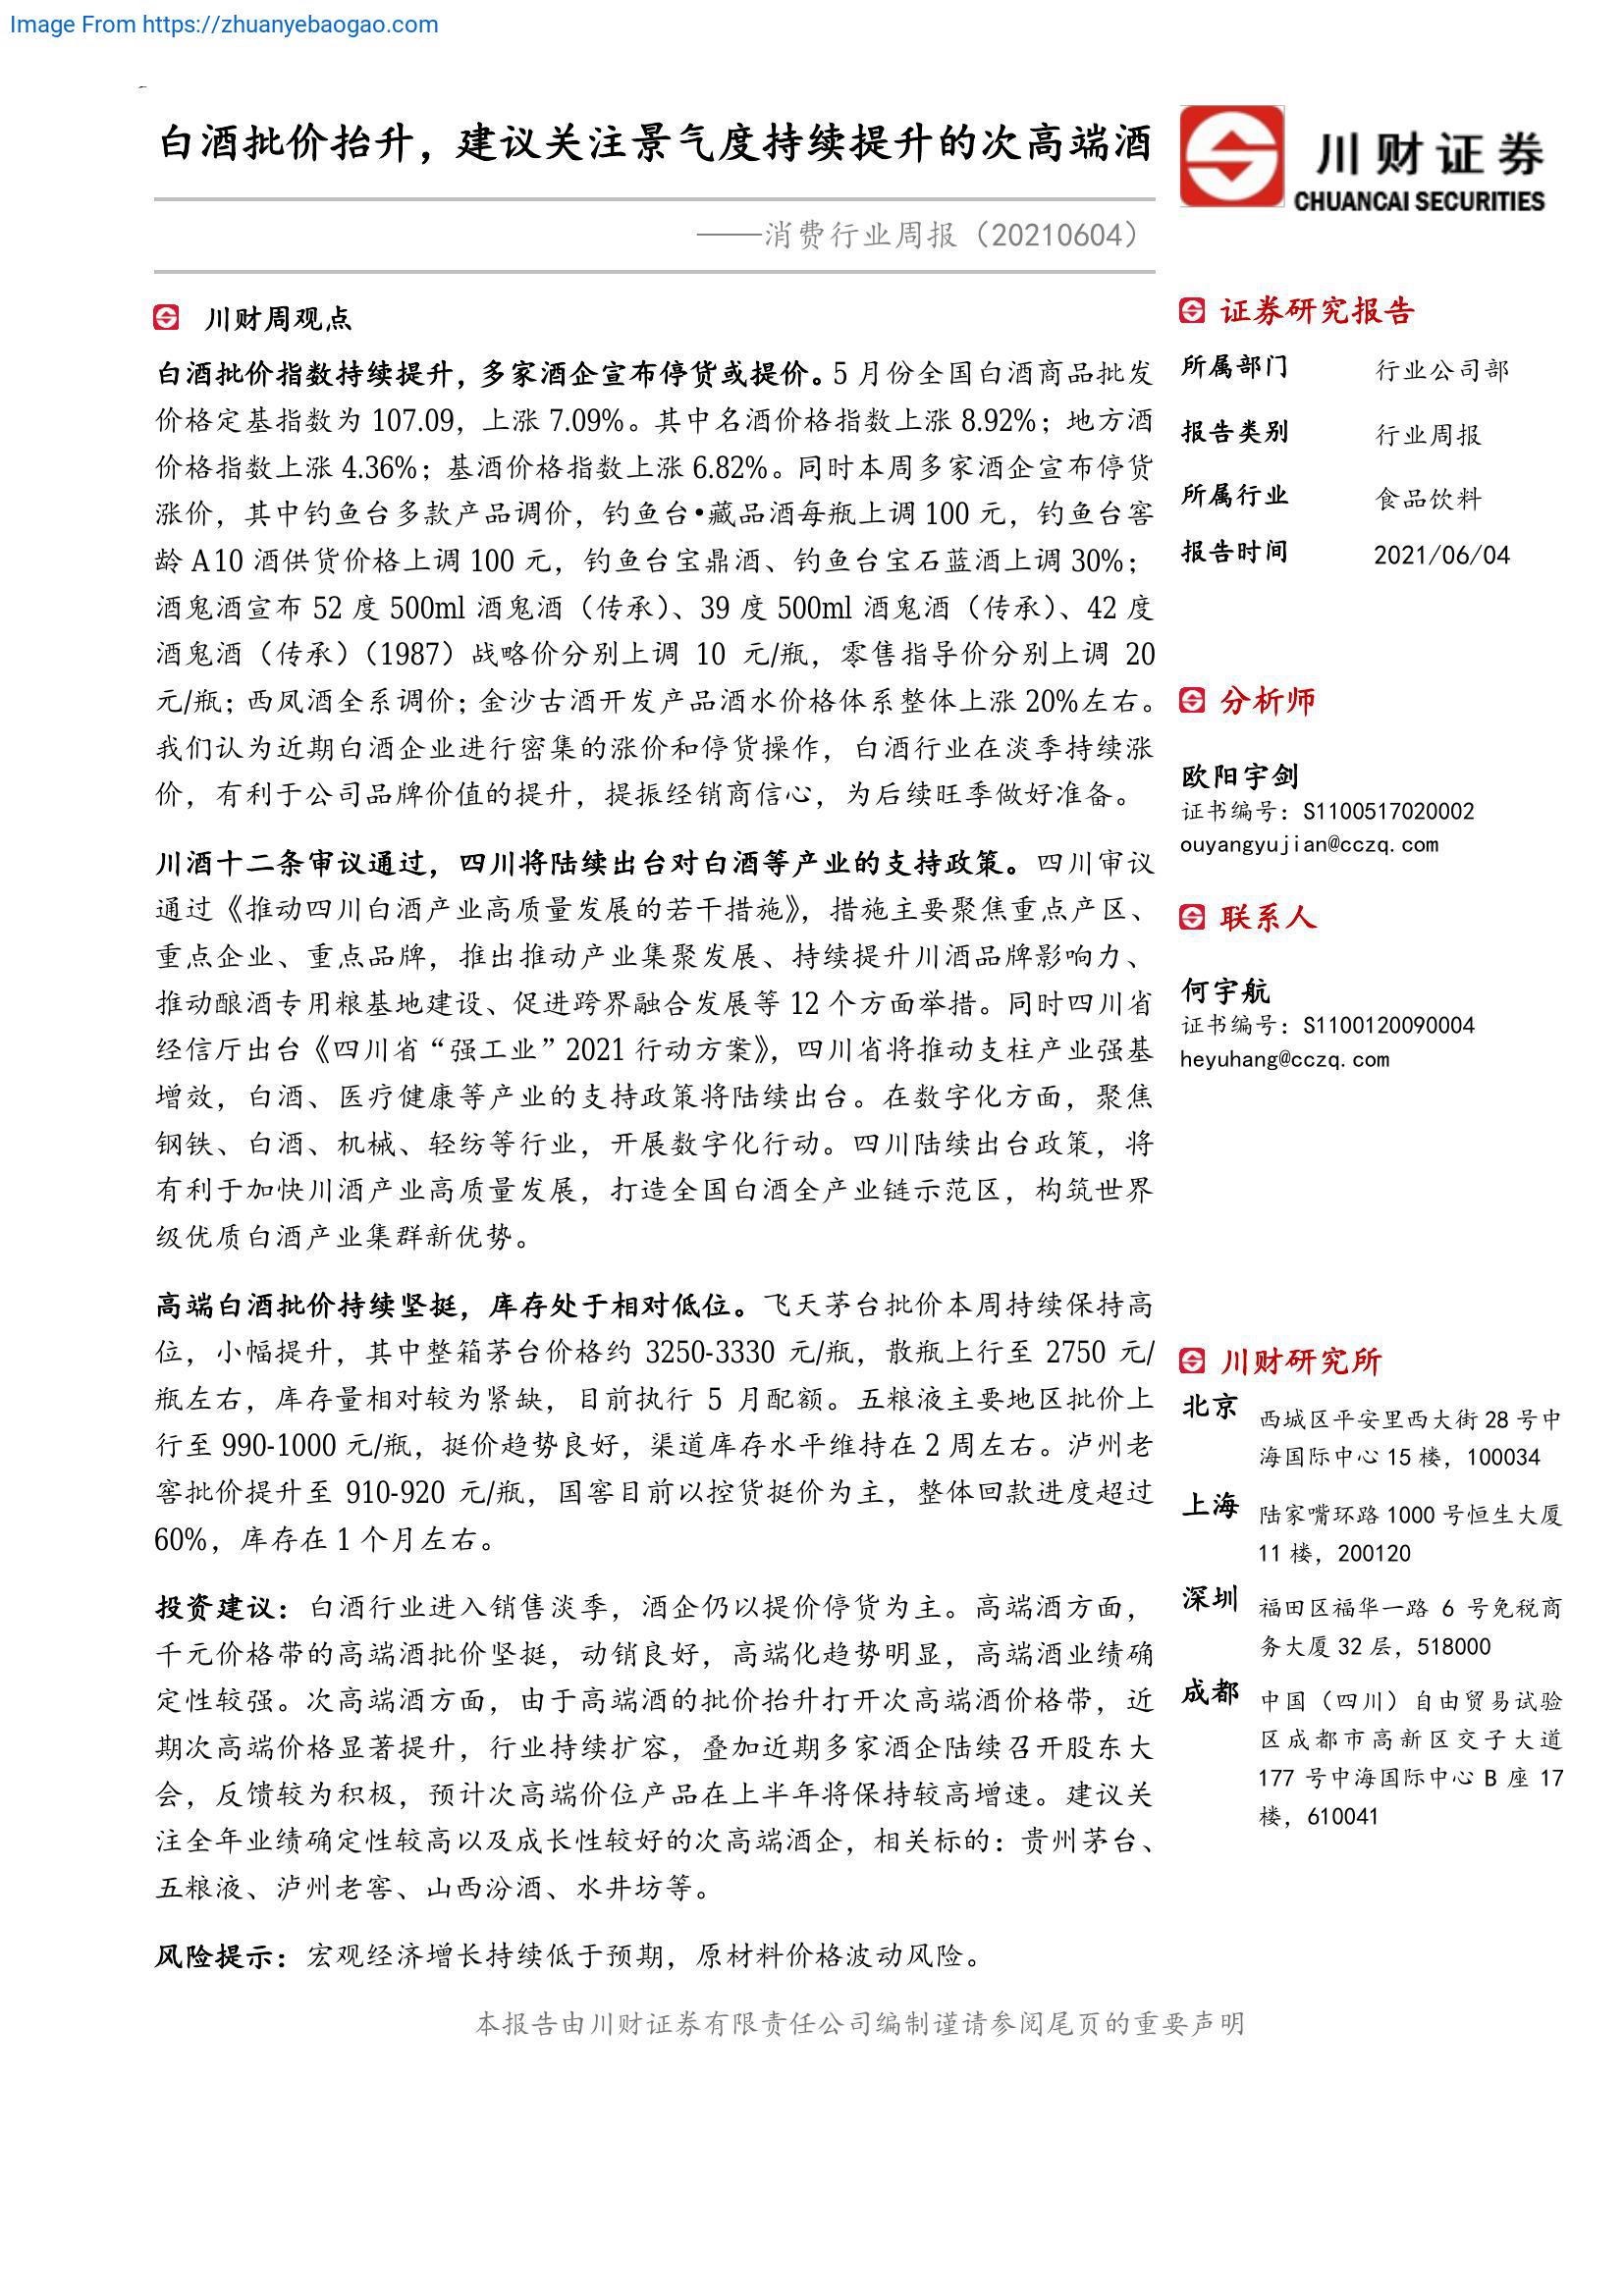 Image From https://zhuanyebaogao.com
白酒批价抬升，建议关注景气度持续提升的次高端酒
——消费行业周报（20210604）
川财周观点
白酒批价指数持续提升，多家酒企宣布停货或提价。5 月份全国白酒商品批发
价格定基指数为 107.09，上涨 7.09%。其中名酒价格指数上涨 8.92%；地方酒
价格指数上涨 4.36%；基酒价格指数上涨 6.82%。同时本周多家酒企宣布停货
涨价，其中钓鱼台多款产品调价，钓鱼台•藏品酒每瓶上调 100 元，钓鱼台窖
龄 A10 酒供货价格上调 100 元，钓鱼台宝鼎酒、钓鱼台宝石蓝酒上调 30%；
酒鬼酒宣布 52 度 500ml 酒鬼酒（传承）、39 度 500ml 酒鬼酒（传承）、42 度
酒鬼酒（传承）（1987）战略价分别上调 10 元/瓶，零售指导价分别上调 20
元/瓶；西凤酒全系调价；金沙古酒开发产品酒水价格体系整体上涨 20%左右。
我们认为近期白酒企业进行密集的涨价和停货操作，白酒行业在淡季持续涨
价，有利于公司品牌价值的提升，提振经销商信心，为后续旺季做好准备。
川酒十二条审议通过，四川将陆续出台对白酒等产业的支持政策。四川审议
通过《推动四川白酒产业高质量发展的若干措施》，措施主要聚焦重点产区、
重点企业、重点品牌，推出推动产业集聚发展、持续提升川酒品牌影响力、
推动酿酒专用粮基地建设、促进跨界融合发展等 12 个方面举措。同时四川省
经信厅出台《四川省“强工业”2021 行动方案》，四川省将推动支柱产业强基
增效，白酒、医疗健康等产业的支持政策将陆续出台。在数字化方面，聚焦
钢铁、白酒、机械、轻纺等行业，开展数字化行动。四川陆续出台政策，将
有利于加快川酒产业高质量发展，打造全国白酒全产业链示范区，构筑世界
级优质白酒产业集群新优势。
高端白酒批价持续坚挺，库存处于相对低位。飞天茅台批价本周持续保持高
位，小幅提升，其中整箱茅台价格约 3250-3330 元/瓶，散瓶上行至 2750 元/
瓶左右，库存量相对较为紧缺，目前执行 5 月配额。五粮液主要地区批价上
行至 990-1000 元/瓶，挺价趋势良好，渠道库存水平维持在 2 周左右。泸州老
窖批价提升至 910-920 元/瓶，国窖目前以控货挺价为主，整体回款进度超过
60%，库存在 1 个月左右。
投资建议：白酒行业进入销售淡季，酒企仍以提价停货为主。高端酒方面，
千元价格带的高端酒批价坚挺，动销良好，高端化趋势明显，高端酒业绩确
定性较强。次高端酒方面，由于高端酒的批价抬升打开次高端酒价格带，近
期次高端价格显著提升，行业持续扩容，叠加近期多家酒企陆续召开股东大
会，反馈较为积极，预计次高端价位产品在上半年将保持较高增速。建议关
注全年业绩确定性较高以及成长性较好的次高端酒企，相关标的：贵州茅台、
五粮液、泸州老窖、山西汾酒、水井坊等。
风险提示：宏观经济增长持续低于预期，原材料价格波动风险。
川财证券
CHUANCAI SECURITIES
证券研究报告
所属部门 行业公司部
报告类别 行业周报
所属行业 食品饮料
报告时间 2021/06/04
分析师
欧阳宇剑
证书编号：S1100517020002
ouyangyujian@cczq.com
联系人
何宇航
证书编号：S1100120090004
heyuhang@cczq.com
川财研究所
北京 西城区平安里西大街 28 号中
海国际中心 15 楼，100034
上海 陆家嘴环路 1000 号恒生大厦
11 楼，200120
深圳 福田区福华一路 6 号免税商
务大厦 32 层，518000
成都 中国（四川）自由贸易试验
区成都市高新区交子大道
177 号中海国际中心 B 座 17
楼，610041
本报告由川财证券有限责任公司编制谨请参阅尾页的重要声明